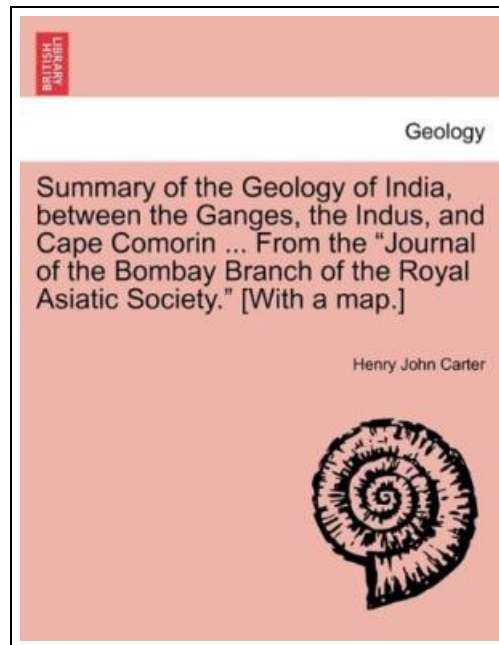 BRITISH
LIBRARY
Geology
Summary of the Geology of India,
between the Ganges, the Indus, and
Cape Comorin ... From the “Journal
of the Bombay Branch of the Royal
Asiatic Society.” [With a map.]
Henry John Carter